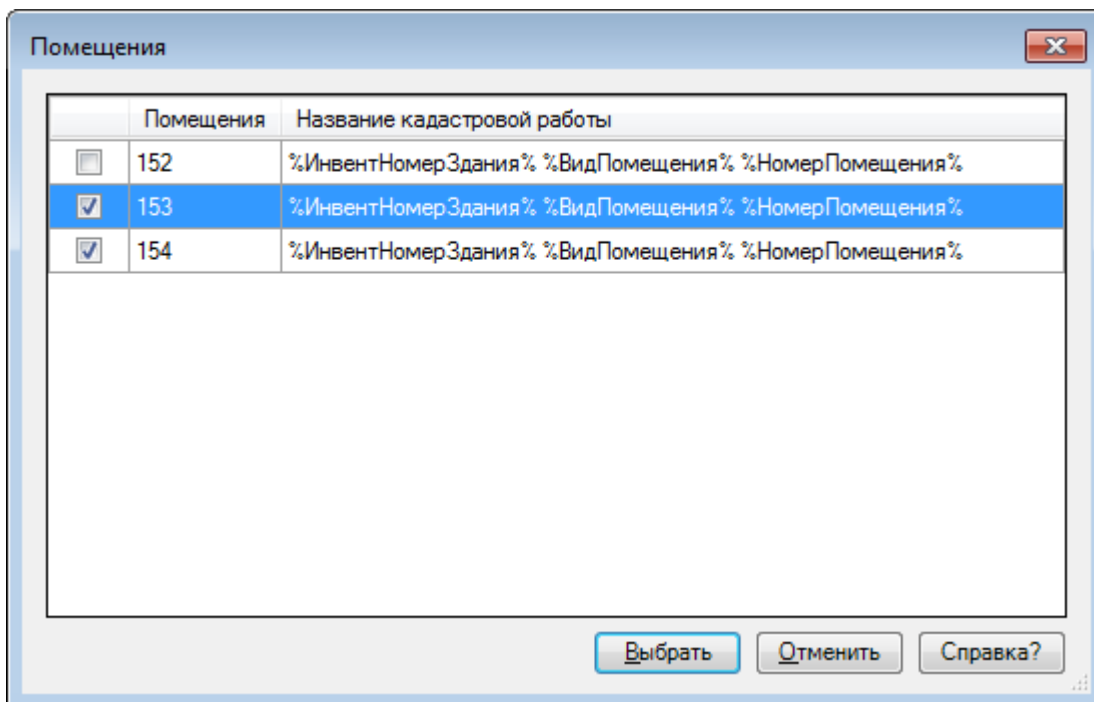 Помещения
Помещения Название кадастровой работы
152 %ИнвентНомерЗдания% %ВидПомещения% %НомерПомещения%
153 %ИнвентНомерЗдания% %ВидПомещения% %НомерПомещения%
154 %ИнвентНомерЗдания% %ВидПомещения% %НомерПомещения%
Выбрать Отменить Справка?